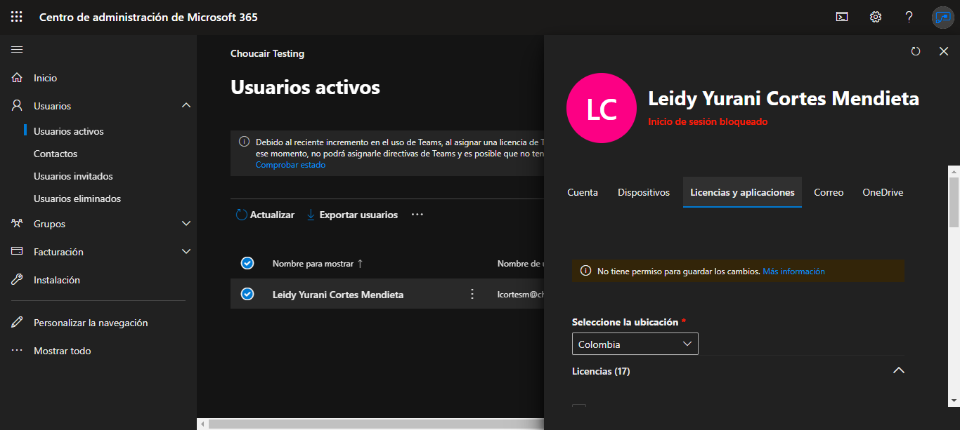 Centro de administración de Microsoft 365
Inicio
Usuarios
Usuarios activos
Contactos
Usuarios invitados
Usuarios eliminados
Grupos
Facturación
Instalación
Personalizar la navegación
Mostrar todo
Choucair Testing
Usuarios activos
Debido al reciente incremento en el uso de Teams, al asignar una licencia de
ese momento, no podrá asignarle directivas de Teams y es posible que no ten
Comprobar estado
Actualizar
Exportar usuarios
Nombre para mostrar ↑
Nombre de
Leidy Yurani Cortes Mendieta
lcortesm@ch
LC
Leidy Yurani Cortes Mendieta
Inicio de sesión bloqueado
Cuenta
Dispositivos
Licencias y aplicaciones
Correo
OneDrive
No tiene permiso para guardar los cambios. Más información
Seleccione la ubicación *
Colombia
Licencias (17)